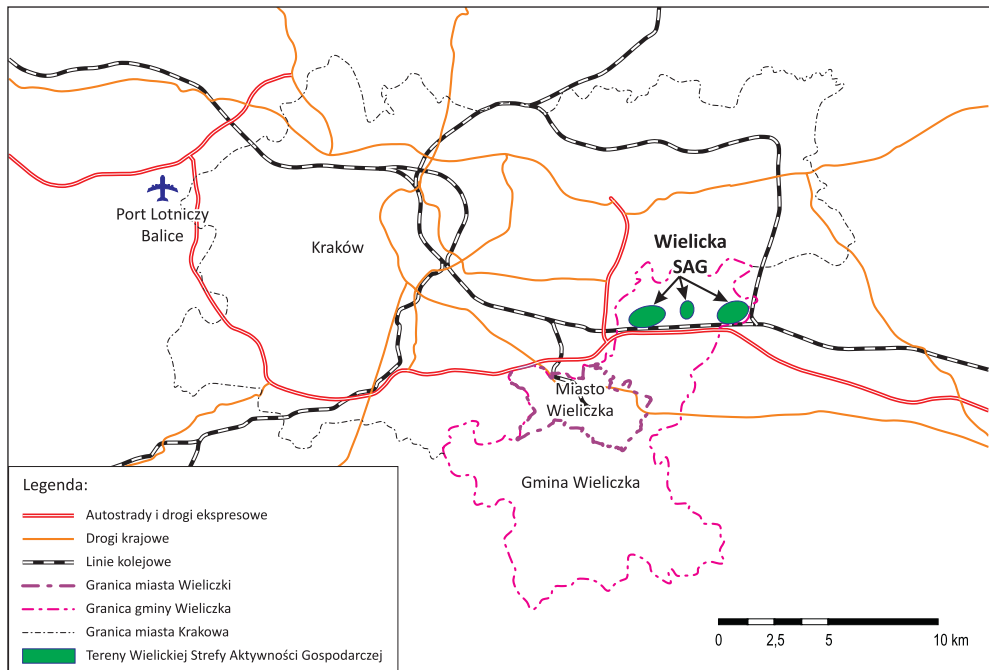 Port Lotniczy
Balice
Kraków
Wielicka
SAG
Miasto
Wieliczka
Gmina Wieliczka
Legenda:
Autostrady i drogi ekspresowe
Drogi krajowe
Linie kolejowe
Granica miasta Wieliczki
Granica gminy Wieliczka
Granica miasta Krakowa
Tereny Wielickiej Strefy Aktywności Gospodarczej
0 2,5 5 10 km